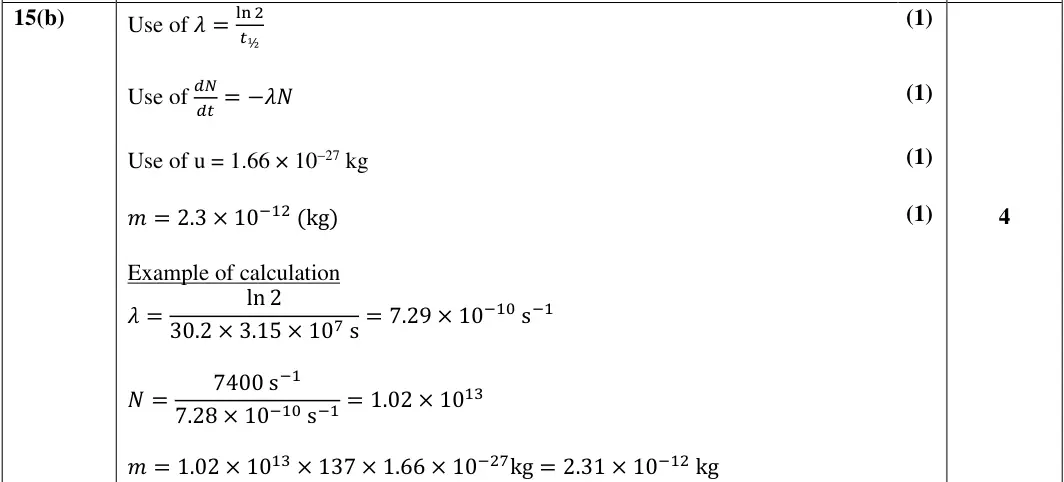 15(b)
Use of λ = ln 2 / t½ (1)
Use of dN/dt = −λN (1)
Use of u = 1.66 × 10⁻²⁷ kg (1)
m = 2.3 × 10⁻¹² (kg) (1) 4
Example of calculation
λ = ln 2 / 30.2 × 3.15 × 10⁷ s = 7.29 × 10⁻¹⁰ s⁻¹
N = 7400 s⁻¹ / 7.28 × 10⁻¹⁰ s⁻¹ = 1.02 × 10¹³
m = 1.02 × 10¹³ × 137 × 1.66 × 10⁻²⁷kg = 2.31 × 10⁻¹² kg